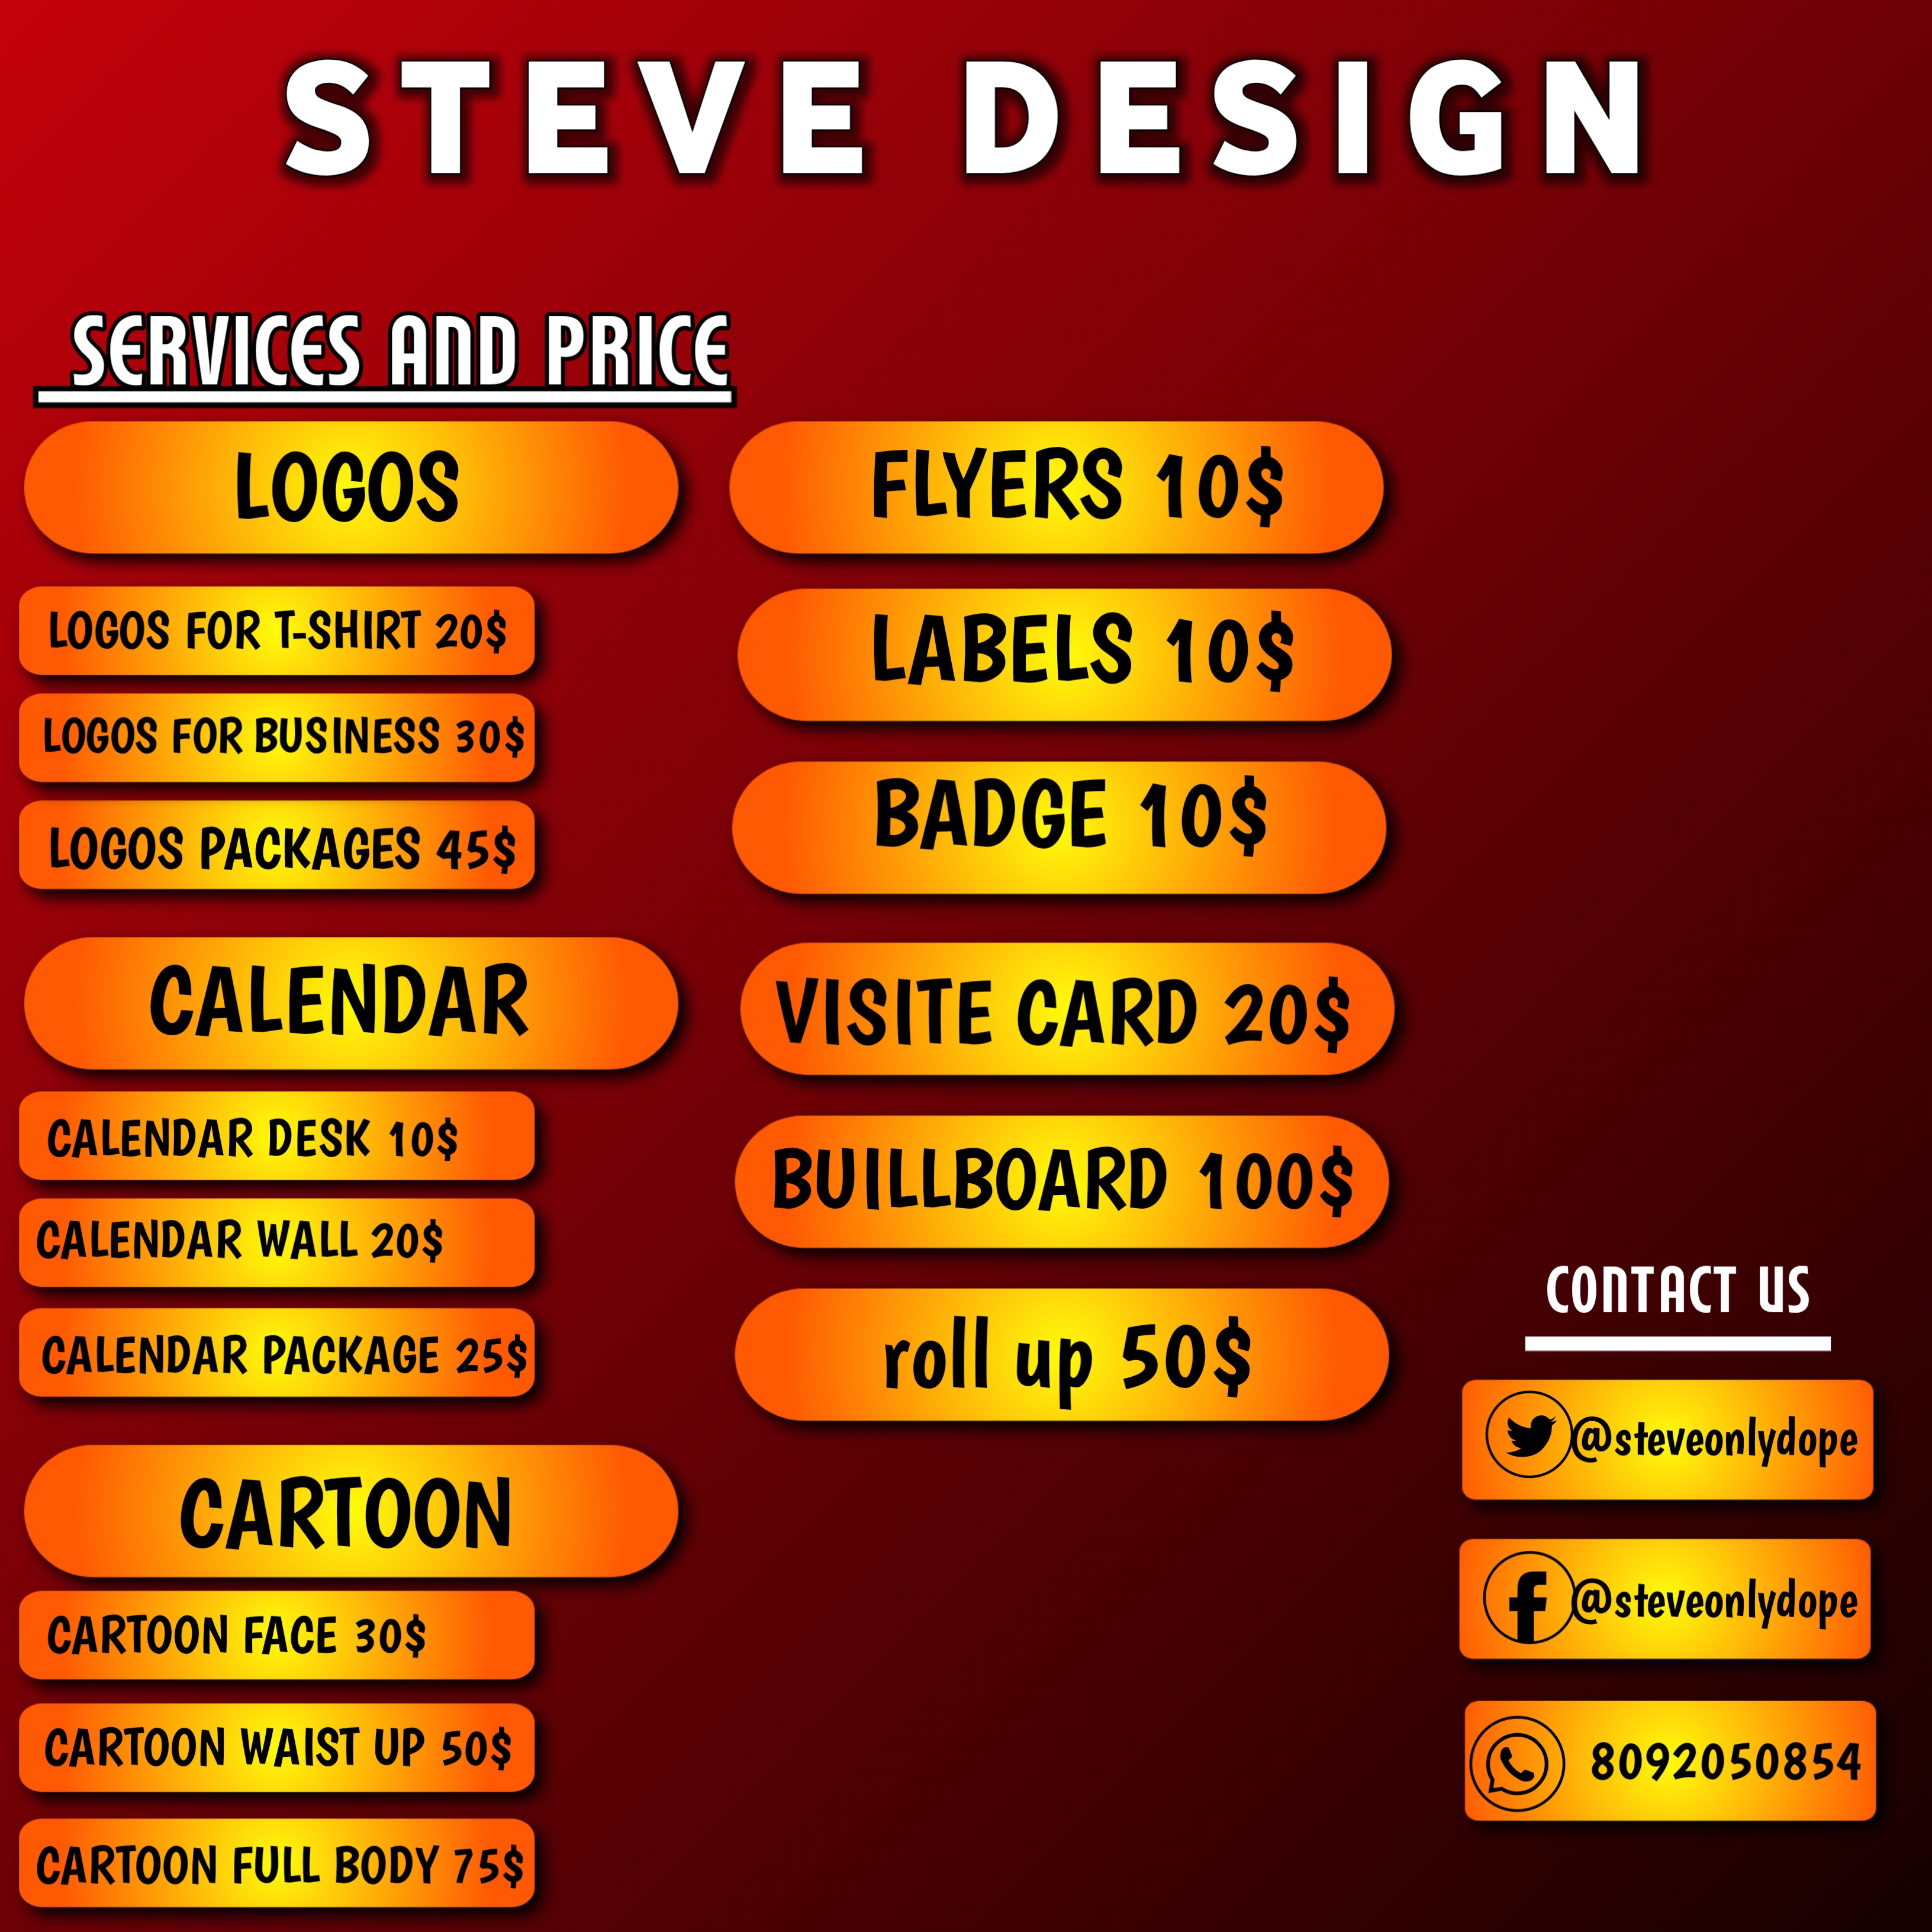 STEVE DESIGN
SERVICES AND PRICE
LOGOS
LOGOS FOR T-SHIRT 20$
LOGOS FOR BUSINESS 30$
LOGOS PACKAGES 45$
CALENDAR
CALENDAR DESK 10$
CALENDAR WALL 20$
CALENDAR PACKAGE 25$
CARTOON
CARTOON FACE 30$
CARTOON WAIST UP 50$
CARTOON FULL BODY 75$
FLYERS 10$
LABELS 10$
BADGE 10$
VISITE CARD 20$
BUILLBOARD 100$
roll up 50$
CONTACT US
@steveonlydope
@steveonlydope
8092050854